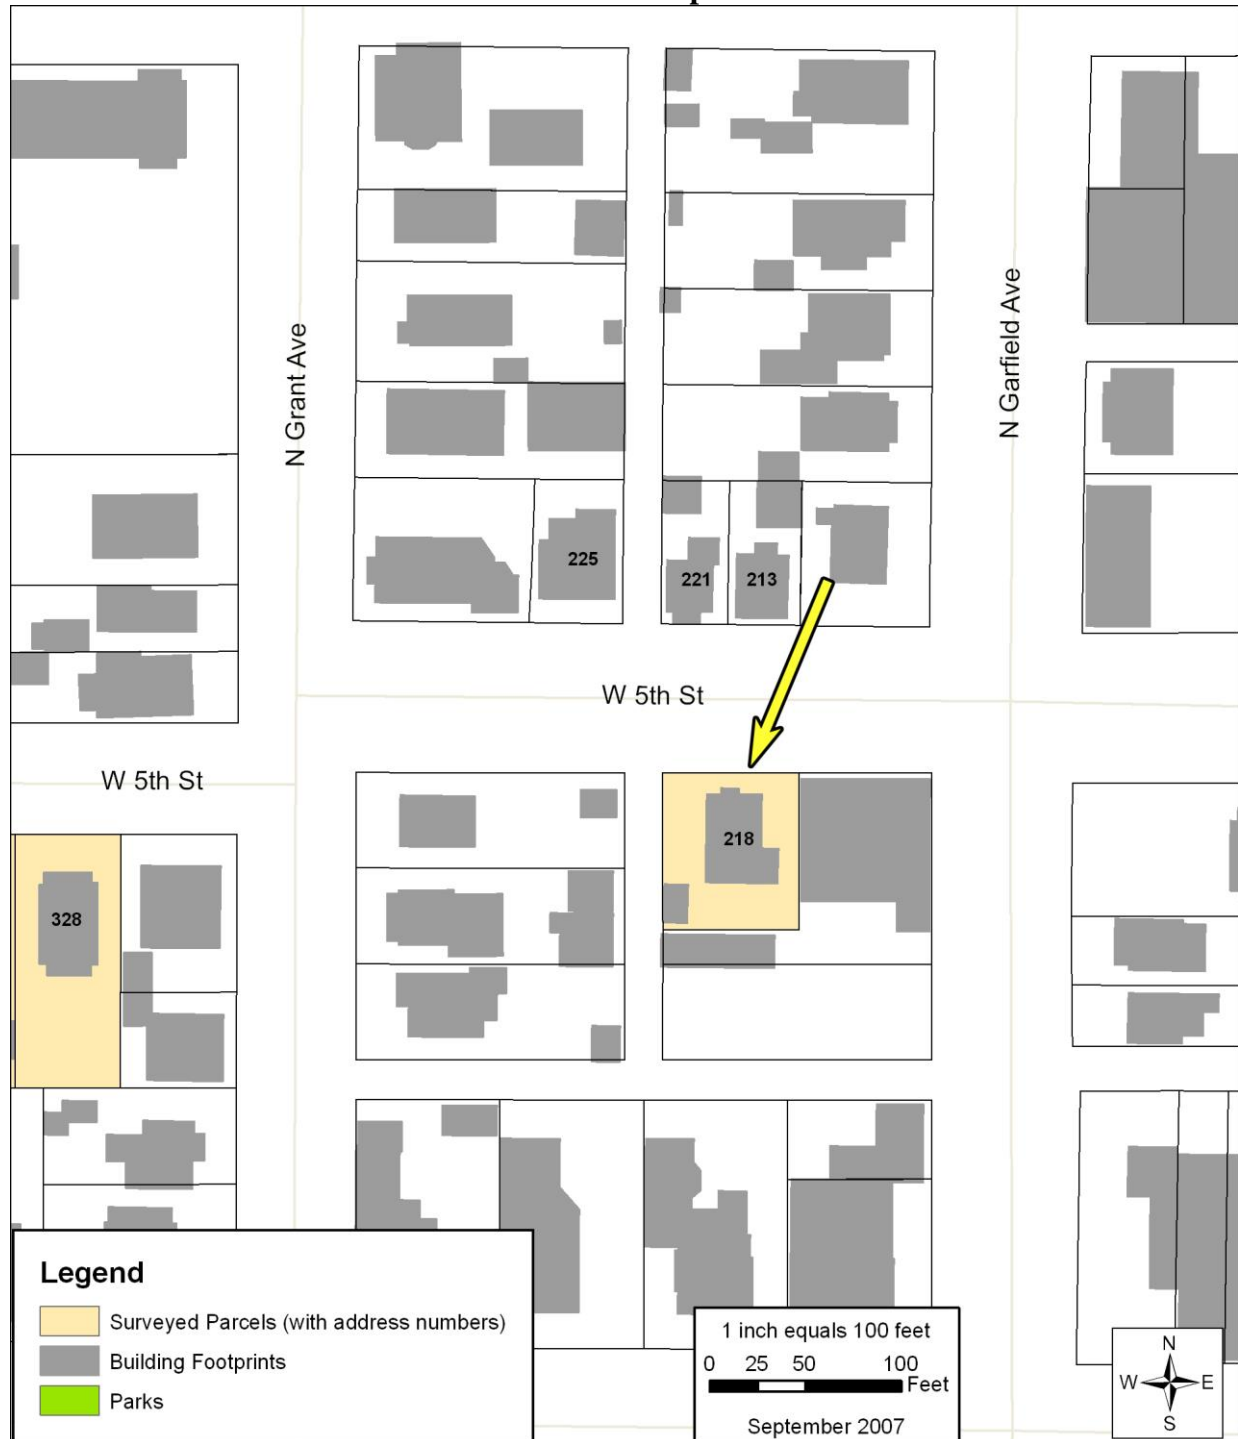 N Grant Ave
N Garfield Ave
225
221
213
W 5th St
W 5th St
218
328
Legend
Surveyed Parcels (with address numbers)
Building Footprints
Parks
1 inch equals 100 feet
0 25 50 100
Feet
September 2007
N
W E
S